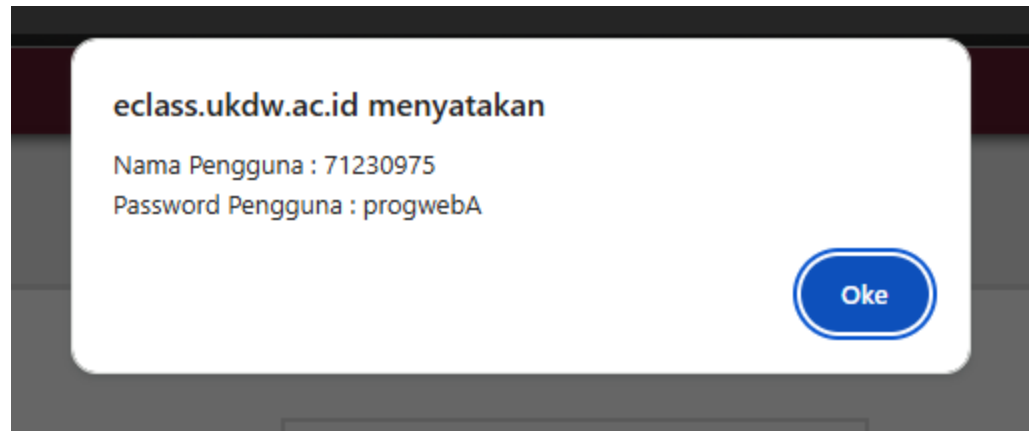 eclass.ukdw.ac.id menyatakan
Nama Pengguna : 71230975
Password Pengguna : progwebA
Oke